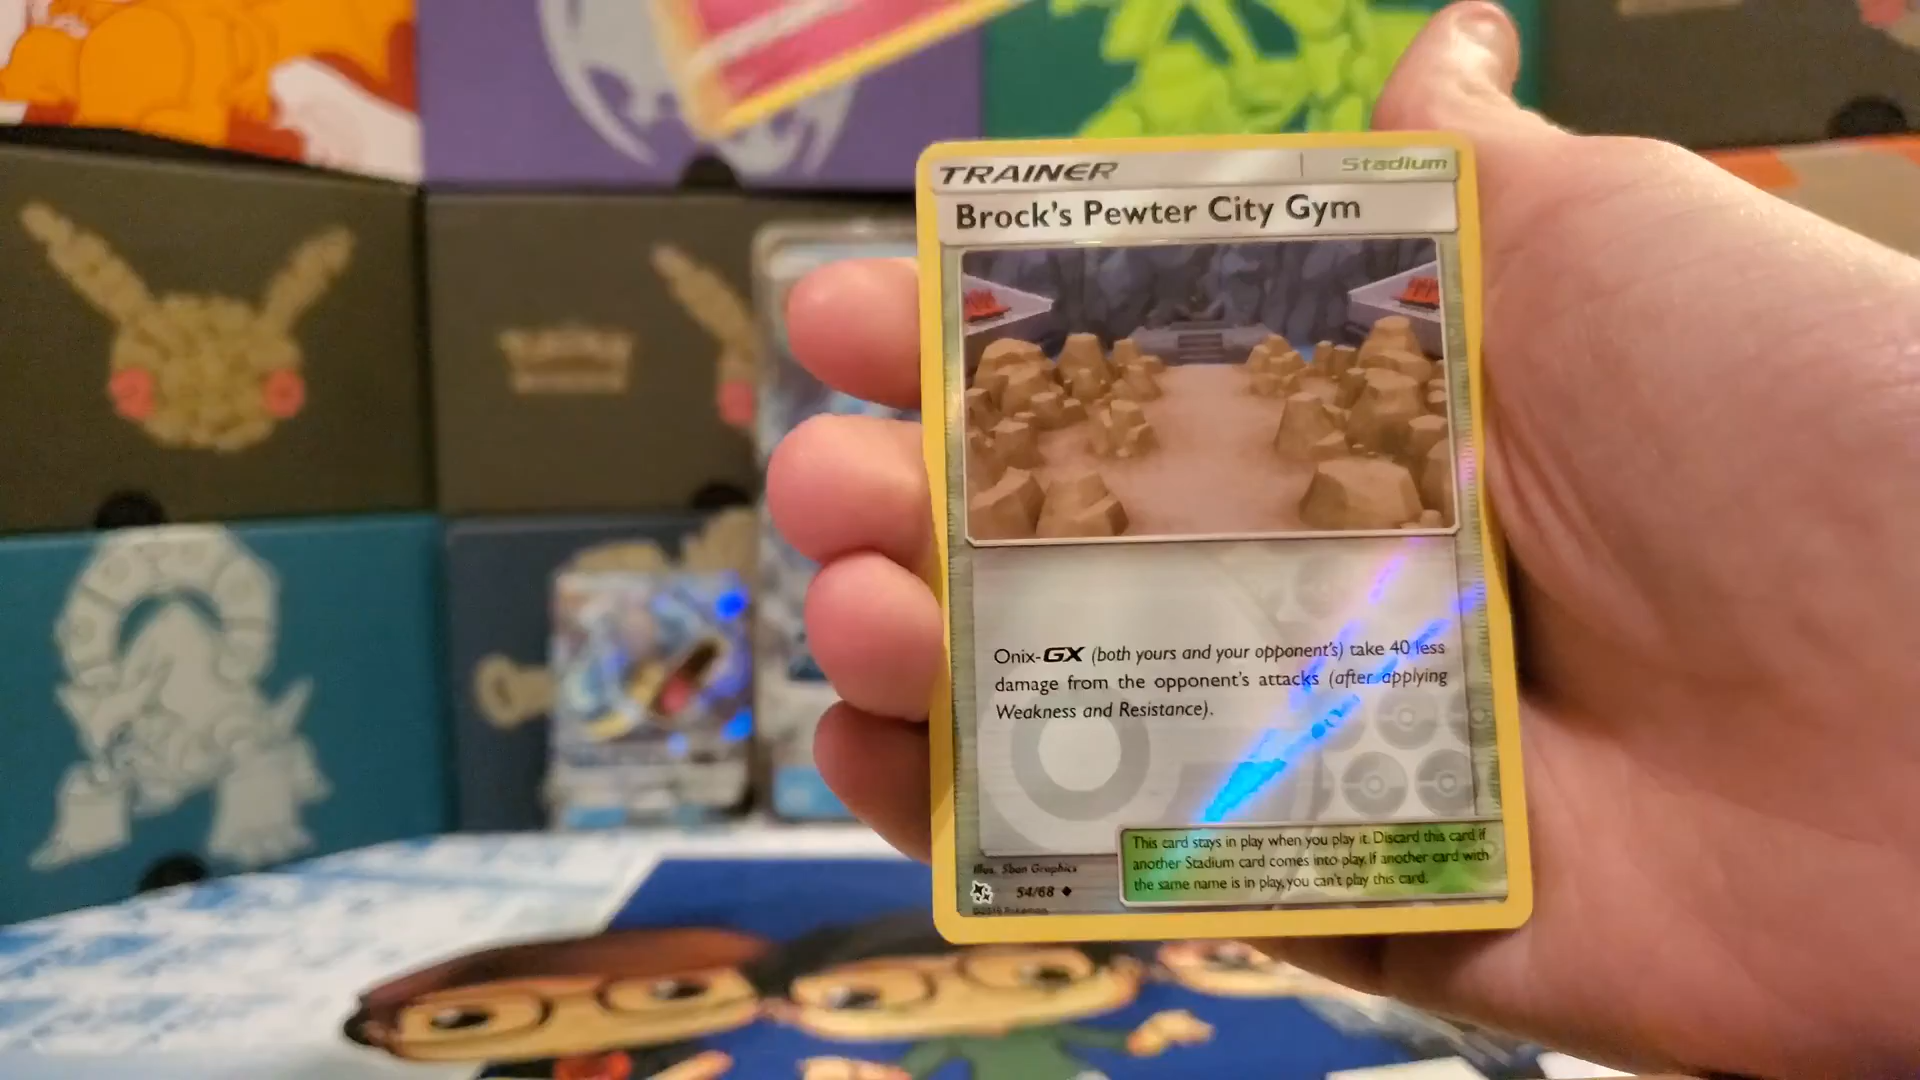 TRAINER
Stadium
Brock's Pewter City Gym
Onix-GX (both yours and your opponent's) take 40 less
damage from the opponent's attacks (after applying
Weakness and Resistance).
This card stays in play when you play it. Discard this card if
another Stadium card comes into play. If another card with
the same name is in play, you can't play this card.
Illus. Sban Graphics
54/68